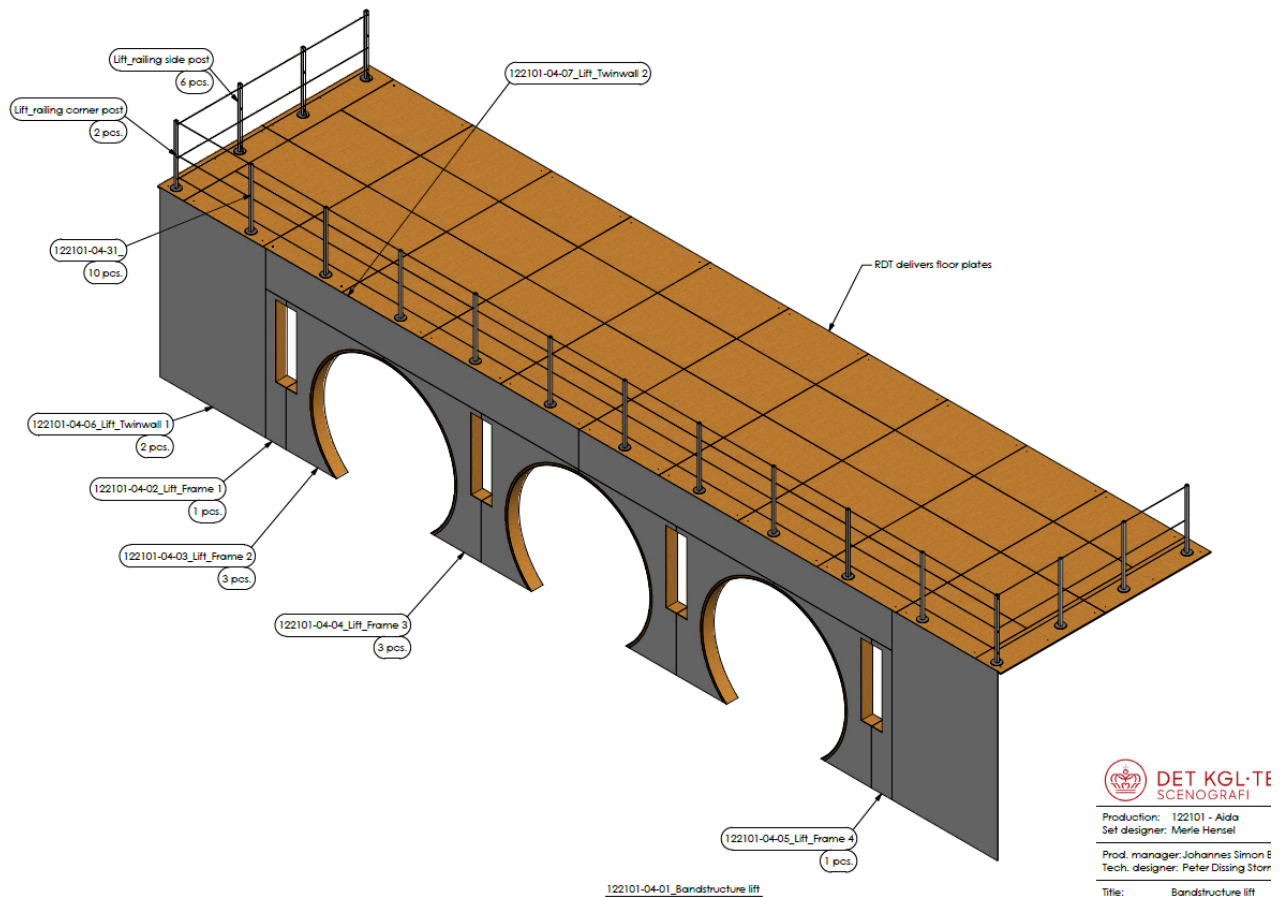 Lift_railing side post
6 pcs.
Lift_railing corner post
2 pcs.
122101-04-07_Lift_Twinwall 2
122101-04-31_
10 pcs.
RDT delivers floor plates
122101-04-06_Lift_Twinwall 1
2 pcs.
122101-04-02_Lift_Frame 1
1 pcs.
122101-04-03_Lift_Frame 2
3 pcs.
122101-04-04_Lift_Frame 3
3 pcs.
122101-04-05_Lift_Frame 4
1 pcs.
122101-04-01_Bandstructure lift
DET KGL·TE
SCENOGRAFI
Production: 122101 - Aida
Set designer: Merle Hensel
Prod. manager: Johannes Simon B
Tech. designer: Peter Dissing Storm
Title: Bandstructure lift